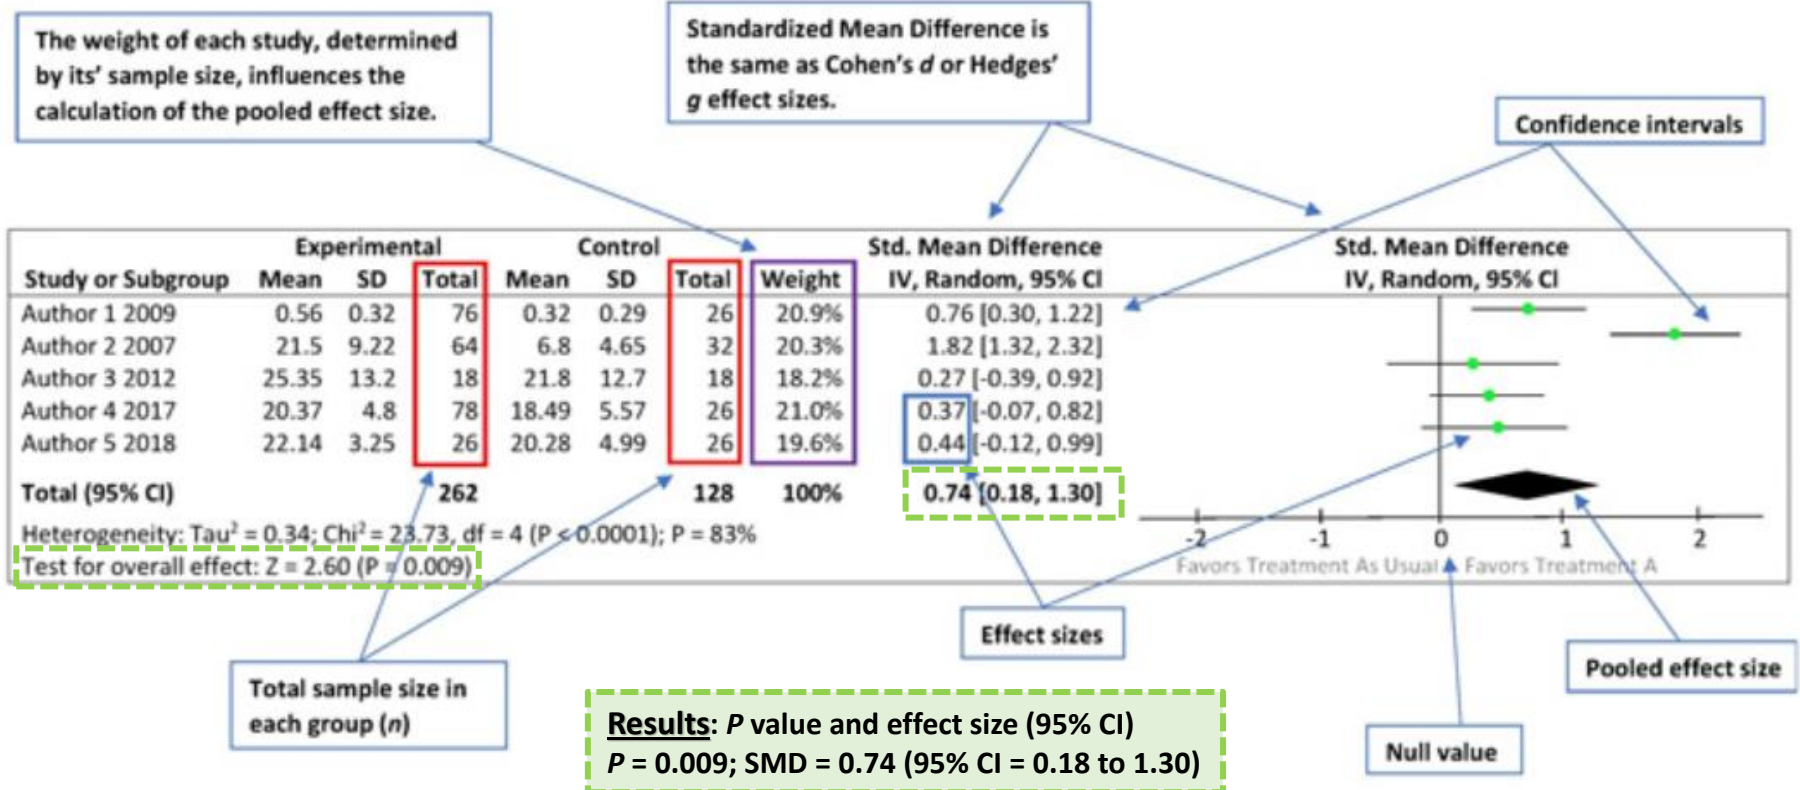 The weight of each study, determined
by its’ sample size, influences the
calculation of the pooled effect size.
Standardized Mean Difference is
the same as Cohen’s d or Hedges’
g effect sizes.
Confidence intervals
Experimental Control Std. Mean Difference Std. Mean Difference
Study or Subgroup Mean SD Total Mean SD Total Weight IV, Random, 95% CI IV, Random, 95% CI
Author 1 2009 0.56 0.32 76 0.32 0.29 26 20.9% 0.76 [0.30, 1.22]
Author 2 2007 21.5 9.22 64 6.8 4.65 32 20.3% 1.82 [1.32, 2.32]
Author 3 2012 25.35 13.2 18 21.8 12.7 18 18.2% 0.27 [-0.39, 0.92]
Author 4 2017 20.37 4.8 78 18.49 5.57 26 21.0% 0.37 [-0.07, 0.82]
Author 5 2018 22.14 3.25 26 20.28 4.99 26 19.6% 0.44 [-0.12, 0.99]
Total (95% CI) 262 128 100% 0.74 [0.18, 1.30]
Heterogeneity: Tau² = 0.34; Chi² = 23.73, df = 4 (P < 0.0001); P = 83%
Test for overall effect: Z = 2.60 (P = 0.009)
-2 -1 0 1 2
Favors Treatment As Usual Favors Treatment A
Effect sizes
Pooled effect size
Total sample size in
each group (n)
Null value
Results: P value and effect size (95% CI)
P = 0.009; SMD = 0.74 (95% CI = 0.18 to 1.30)